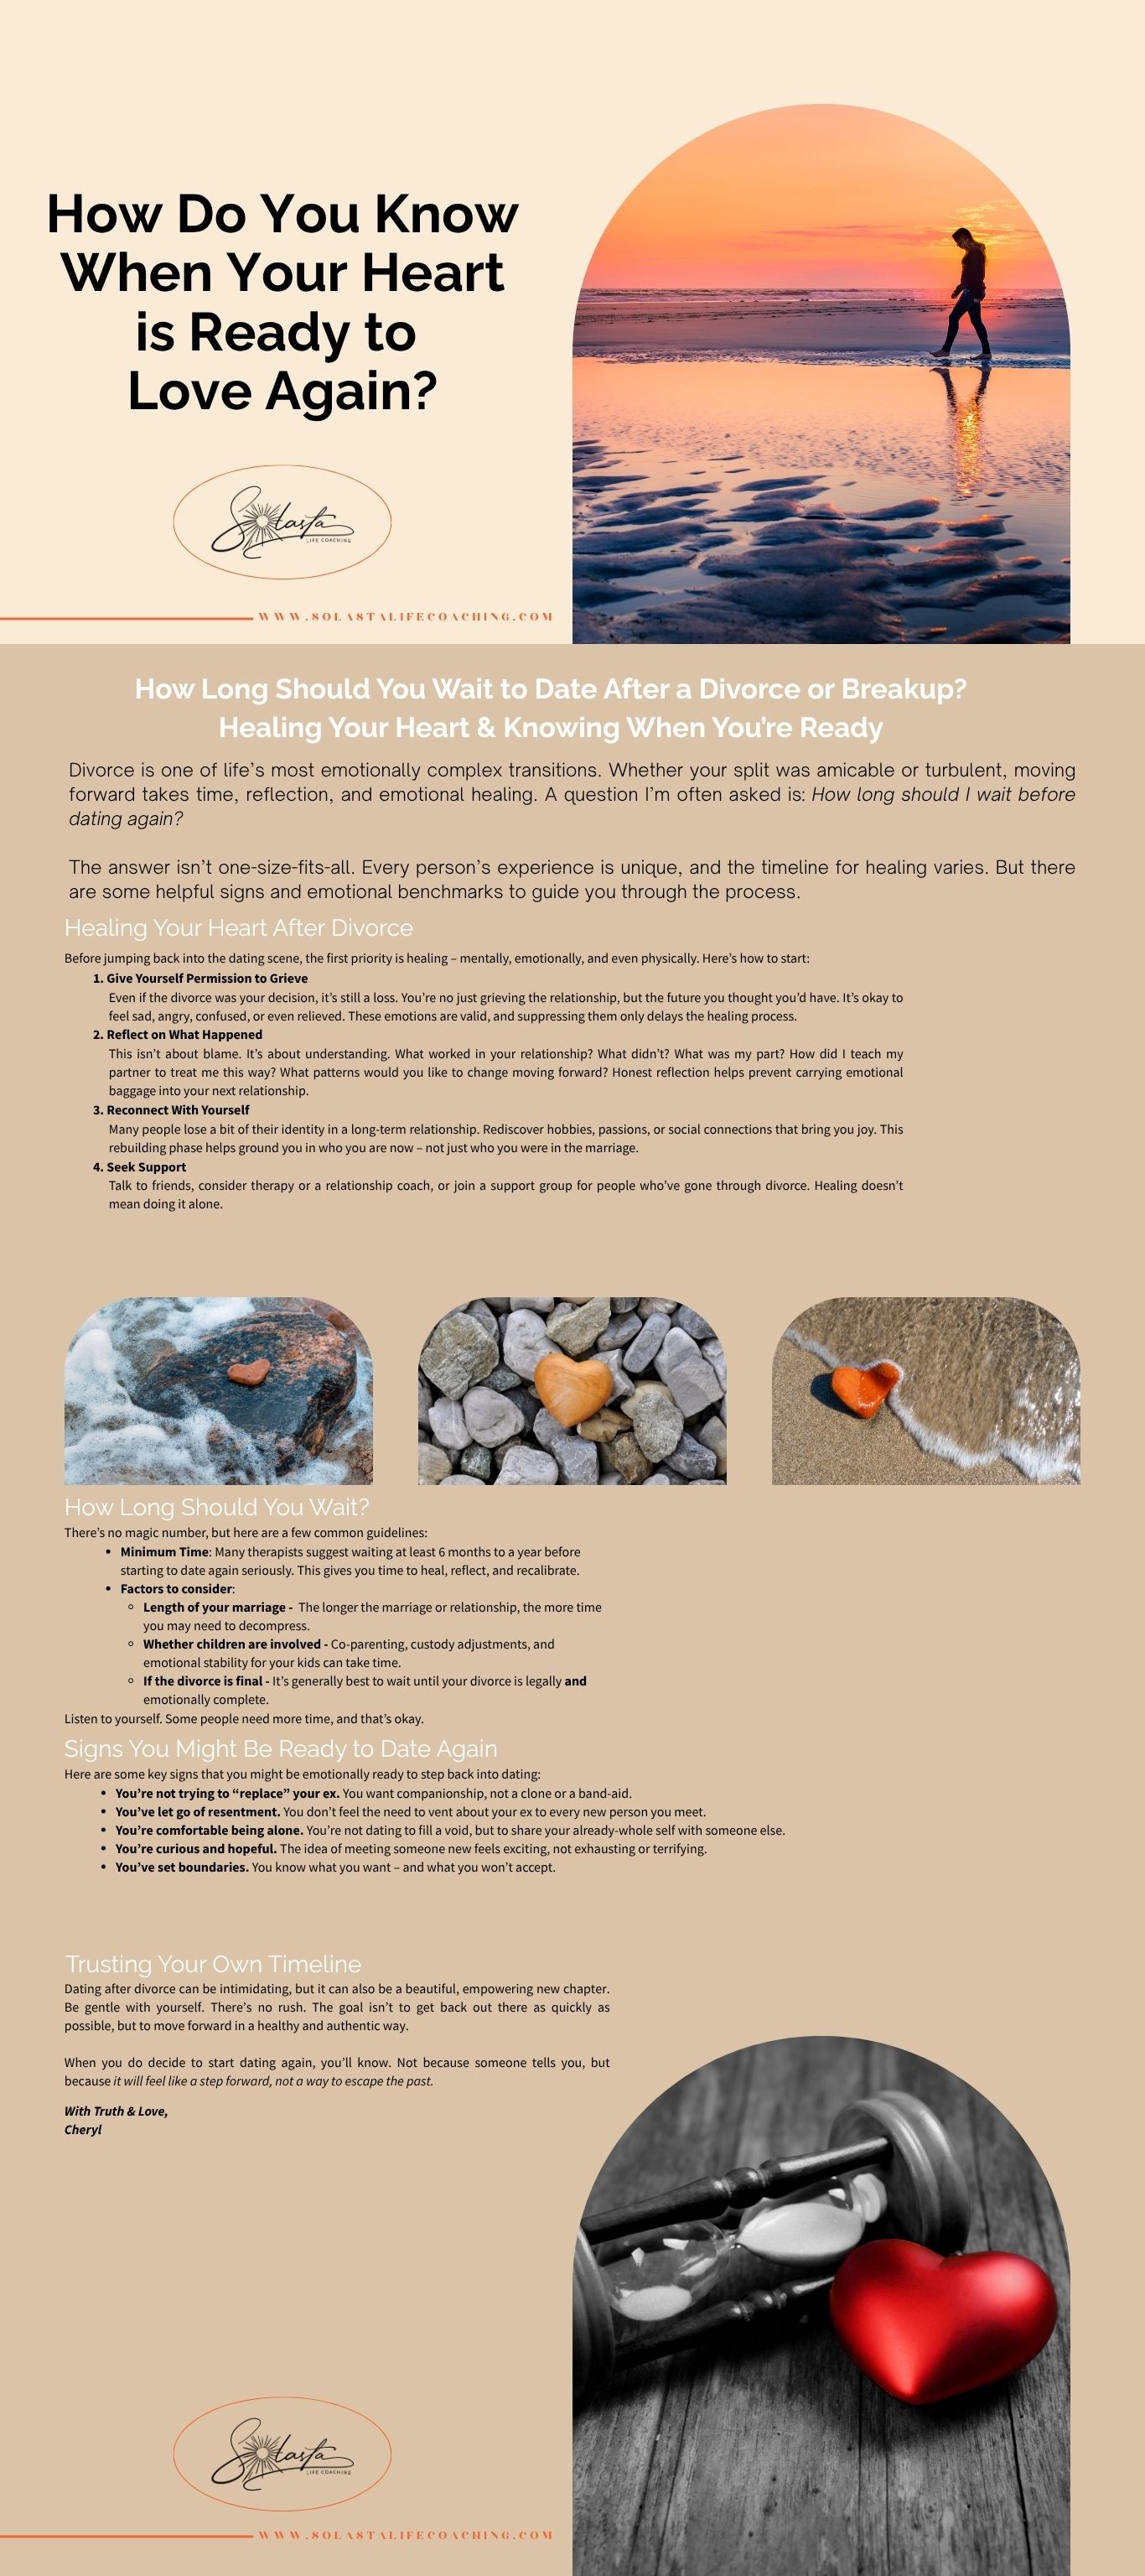 How Do You Know
When Your Heart
is Ready to
Love Again?
Solasta
LIFE COACHING
WWW.SOLASTALIFECOACHING.COM
How Long Should You Wait to Date After a Divorce or Breakup?
Healing Your Heart & Knowing When You're Ready
Divorce is one of life's most emotionally complex transitions. Whether your split was amicable or turbulent, moving
forward takes time, reflection, and emotional healing. A question I'm often asked is: How long should I wait before
dating again?
The answer isn't one-size-fits-all. Every person's experience is unique, and the timeline for healing varies. But there
are some helpful signs and emotional benchmarks to guide you through the process.
Healing Your Heart After Divorce
Before jumping back into the dating scene, the first priority is healing – mentally, emotionally, and even physically. Here's how to start:
1. Give Yourself Permission to Grieve
Even if the divorce was your decision, it's still a loss. You're no just grieving the relationship, but the future you thought you'd have. It's okay to
feel sad, angry, confused, or even relieved. These emotions are valid, and suppressing them only delays the healing process.
2. Reflect on What Happened
This isn't about blame. It's about understanding. What worked in your relationship? What didn't? What was my part? How did I teach my
partner to treat me this way? What patterns would you like to change moving forward? Honest reflection helps prevent carrying emotional
baggage into your next relationship.
3. Reconnect With Yourself
Many people lose a bit of their identity in a long-term relationship. Rediscover hobbies, passions, or social connections that bring you joy. This
rebuilding phase helps ground you in who you are now – not just who you were in the marriage.
4. Seek Support
Talk to friends, consider therapy or a relationship coach, or join a support group for people who've gone through divorce. Healing doesn't
mean doing it alone.
How Long Should You Wait?
There's no magic number, but here are a few common guidelines:
• Minimum Time: Many therapists suggest waiting at least 6 months to a year before
starting to date again seriously. This gives you time to heal, reflect, and recalibrate.
• Factors to consider:
◦ Length of your marriage - The longer the marriage or relationship, the more time
you may need to decompress.
◦ Whether children are involved - Co-parenting, custody adjustments, and
emotional stability for your kids can take time.
◦ If the divorce is final - It's generally best to wait until your divorce is legally and
emotionally complete.
Listen to yourself. Some people need more time, and that's okay.
Signs You Might Be Ready to Date Again
Here are some key signs that you might be emotionally ready to step back into dating:
• You're not trying to "replace" your ex. You want companionship, not a clone or a band-aid.
• You've let go of resentment. You don't feel the need to vent about your ex to every new person you meet.
• You're comfortable being alone. You're not dating to fill a void, but to share your already-whole self with someone else.
• You're curious and hopeful. The idea of meeting someone new feels exciting, not exhausting or terrifying.
• You've set boundaries. You know what you want – and what you won't accept.
Trusting Your Own Timeline
Dating after divorce can be intimidating, but it can also be a beautiful, empowering new chapter.
Be gentle with yourself. There's no rush. The goal isn't to get back out there as quickly as
possible, but to move forward in a healthy and authentic way.
When you do decide to start dating again, you'll know. Not because someone tells you, but
because it will feel like a step forward, not a way to escape the past.
With Truth & Love,
Cheryl
Solasta
LIFE COACHING
WWW.SOLASTALIFECOACHING.COM